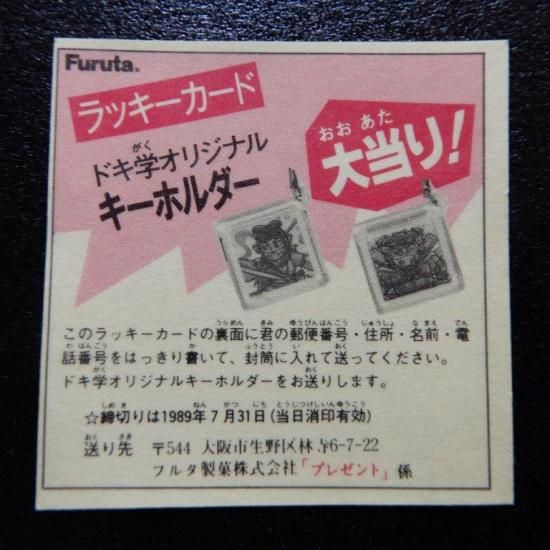 Furuta®
ラッキーカード
ドキ学オリジナル
キーホルダー
大当り!
このラッキーカードの裏面に君の郵便番号・住所・名前・電
話番号をはっきり書いて、封筒に入れて送ってください。
ドキ学オリジナルキーホルダーをお送りします。
☆締切りは1989年7月31日(当日消印有効)
送り先 〒544 大阪市生野区林寺6-7-22
フルタ製菓株式会社「プレゼント」係